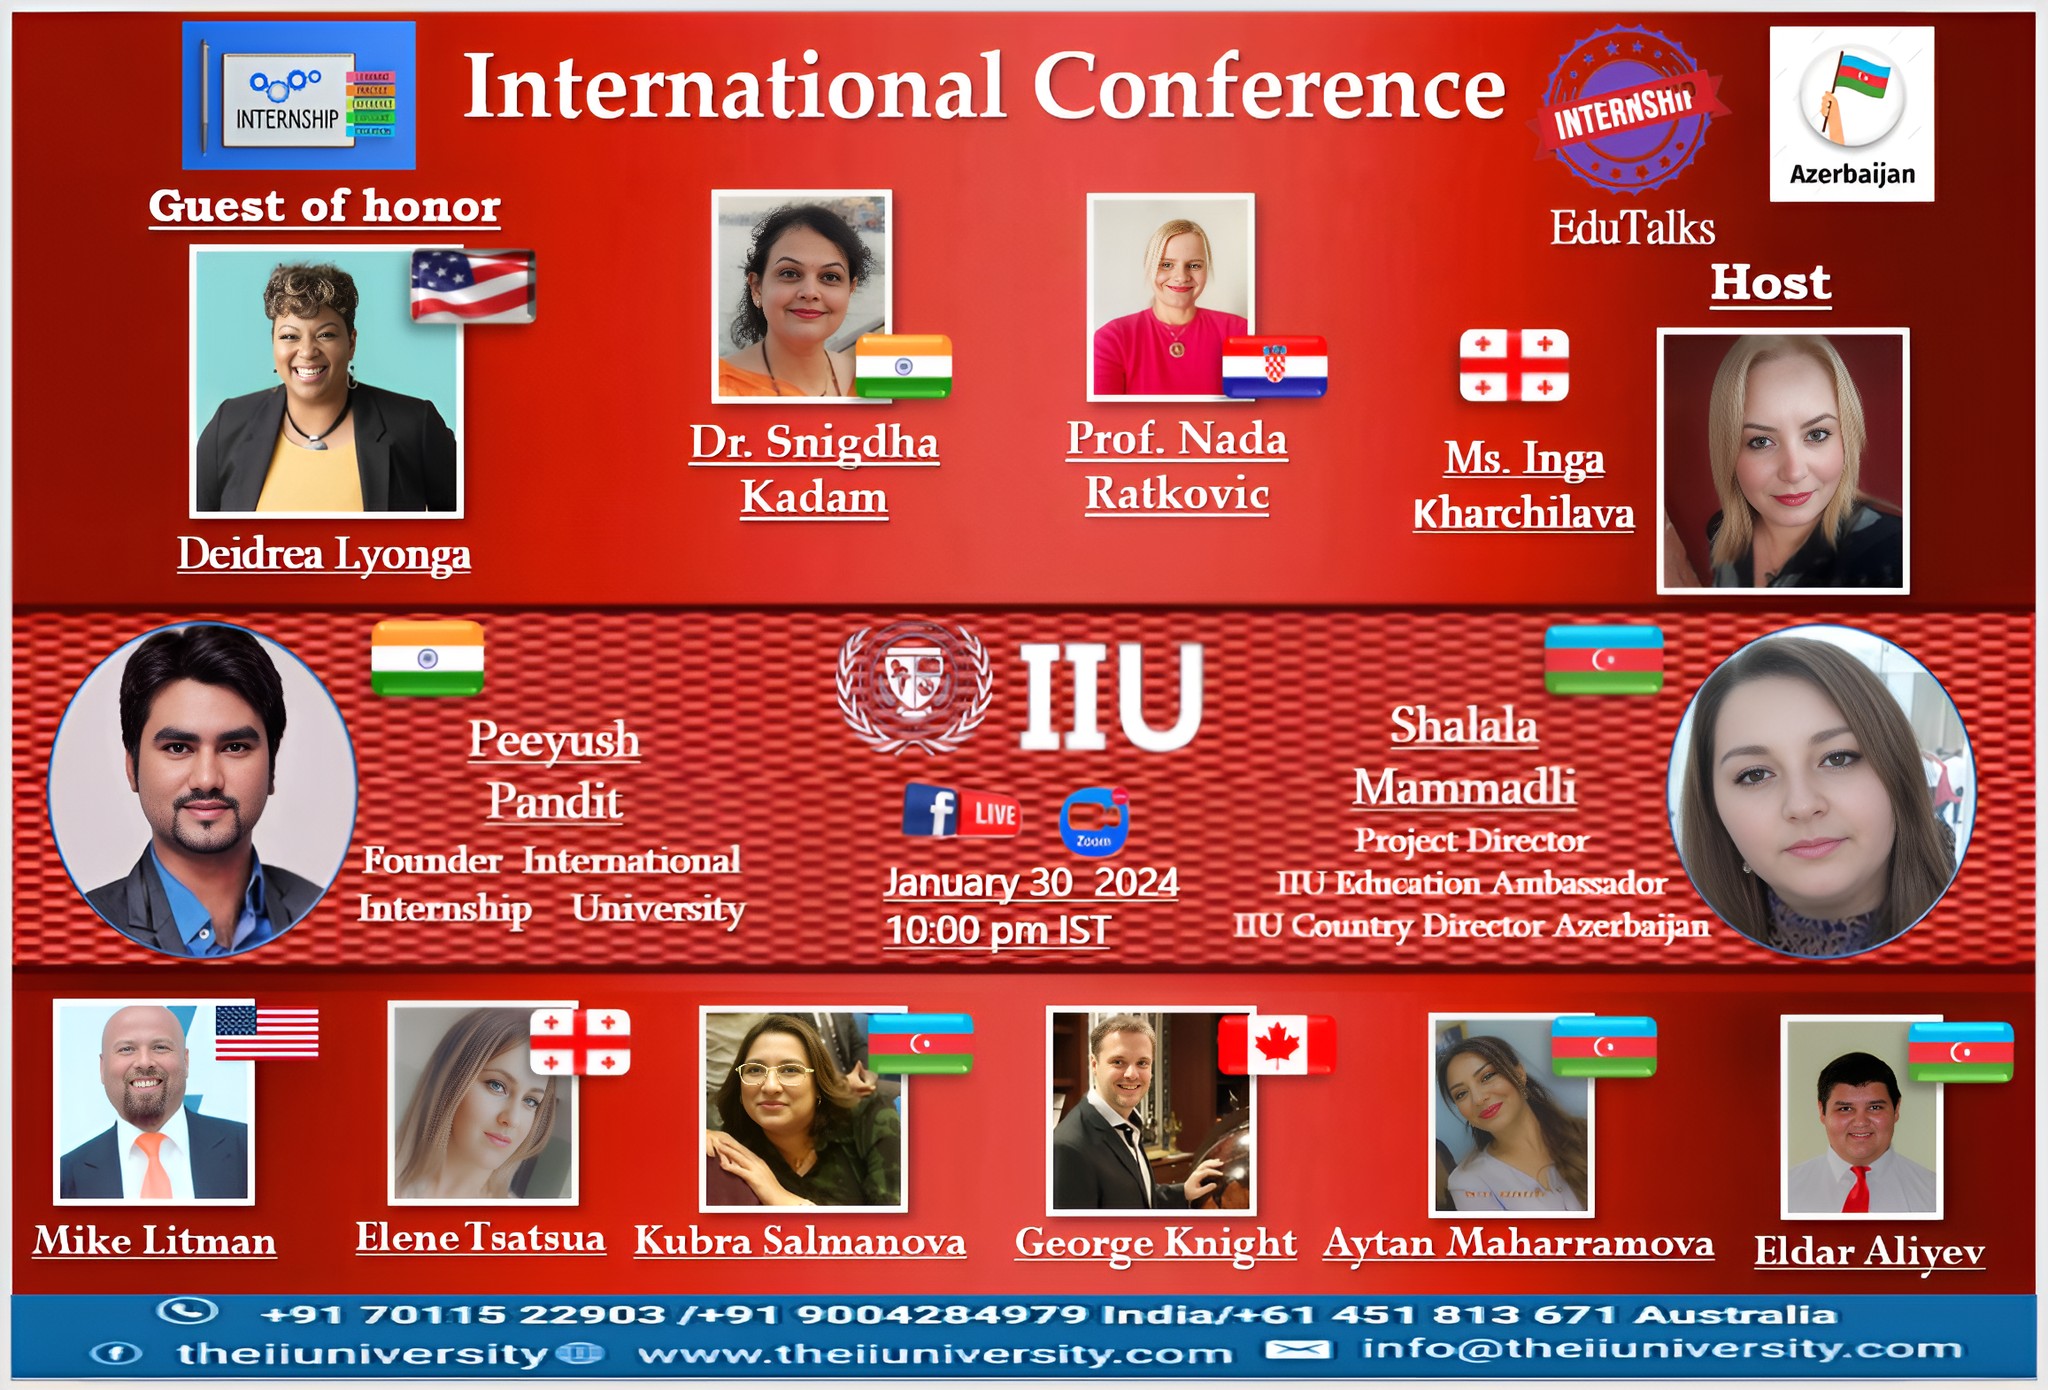 International Conference
INTERNSHIP
INTERNSHIP
Azerbaijan
EduTalks
Guest of honor
Host
Deidrea Lyonga
Dr. Snigdha
Kadam
Prof. Nada
Ratkovic
Ms. Inga
Kharchilava
Peeyush
Pandit
Founder International
Internship University
IIU
f LIVE
Zoom
January 30 2024
10:00 pm IST
Shalala
Mammadli
Project Director
IIU Education Ambassador
IIU Country Director Azerbaijan
Mike Litman
Elene Tsatsua
Kubra Salmanova
George Knight
Aytan Maharramova
Eldar Aliyev
+91 70115 22903 /+91 9004284979 India/+61 451 813 671 Australia
theiiuniversity www.theiiuniversity.com info@theiiuniversity.com